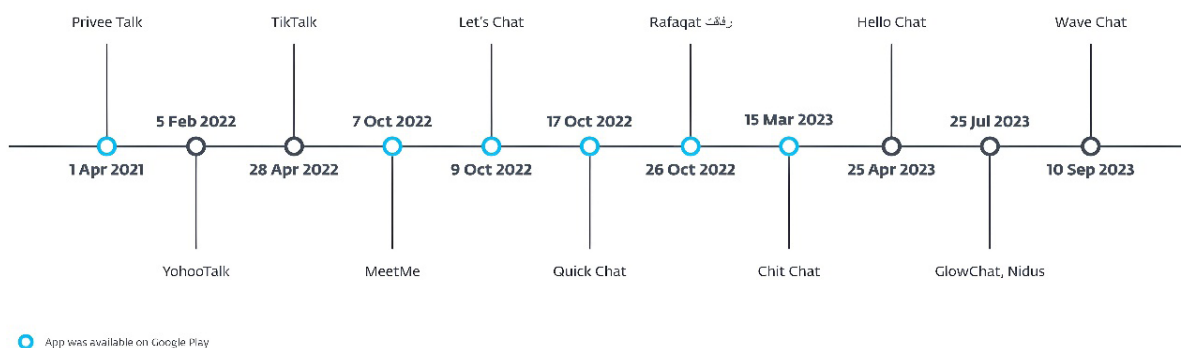 Privee Talk
TikTalk
Let's Chat
Rafaqat رفاقت
Hello Chat
Wave Chat
5 Feb 2022
7 Oct 2022
17 Oct 2022
15 Mar 2023
25 Jul 2023
1 Apr 2021
28 Apr 2022
9 Oct 2022
26 Oct 2022
25 Apr 2023
10 Sep 2023
YohooTalk
MeetMe
Quick Chat
Chit Chat
GlowChat, Nidus
App was available on Google Play